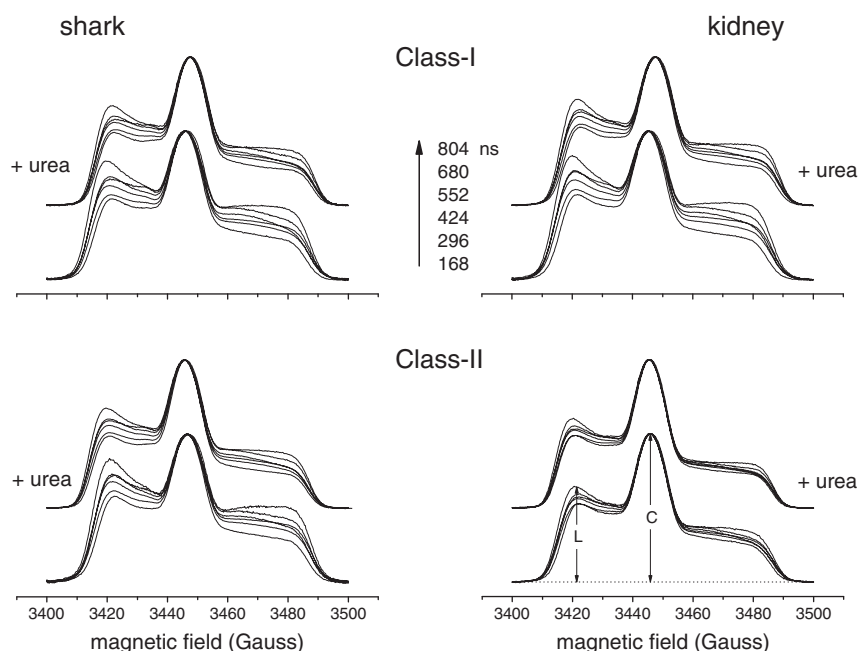 shark
kidney
Class-I
+ urea
804 ns
680
552
424
296
168
+ urea
Class-II
+ urea
L
C
+ urea
3400 3420 3440 3460 3480 3500
3400 3420 3440 3460 3480 3500
magnetic field (Gauss)
magnetic field (Gauss)